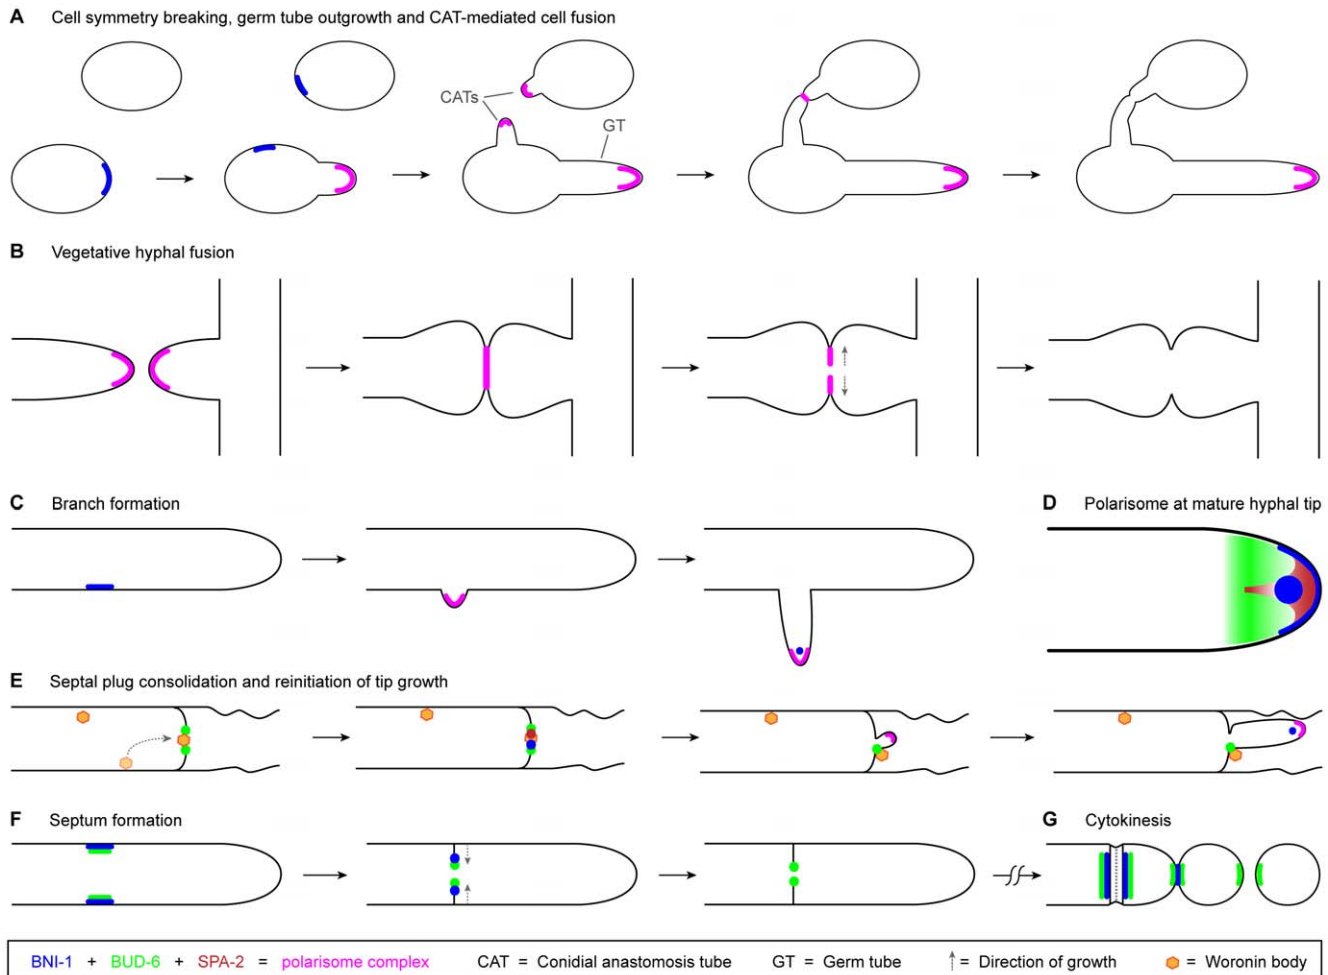 A Cell symmetry breaking, germ tube outgrowth and CAT-mediated cell fusion
CATs
GT
B Vegetative hyphal fusion
C Branch formation
D Polarisome at mature hyphal tip
E Septal plug consolidation and reinitiation of tip growth
F Septum formation
G Cytokinesis
BNI-1 + BUD-6 + SPA-2 = polarisome complex CAT = Conidial anastomosis tube GT = Germ tube = Direction of growth = Woronin body